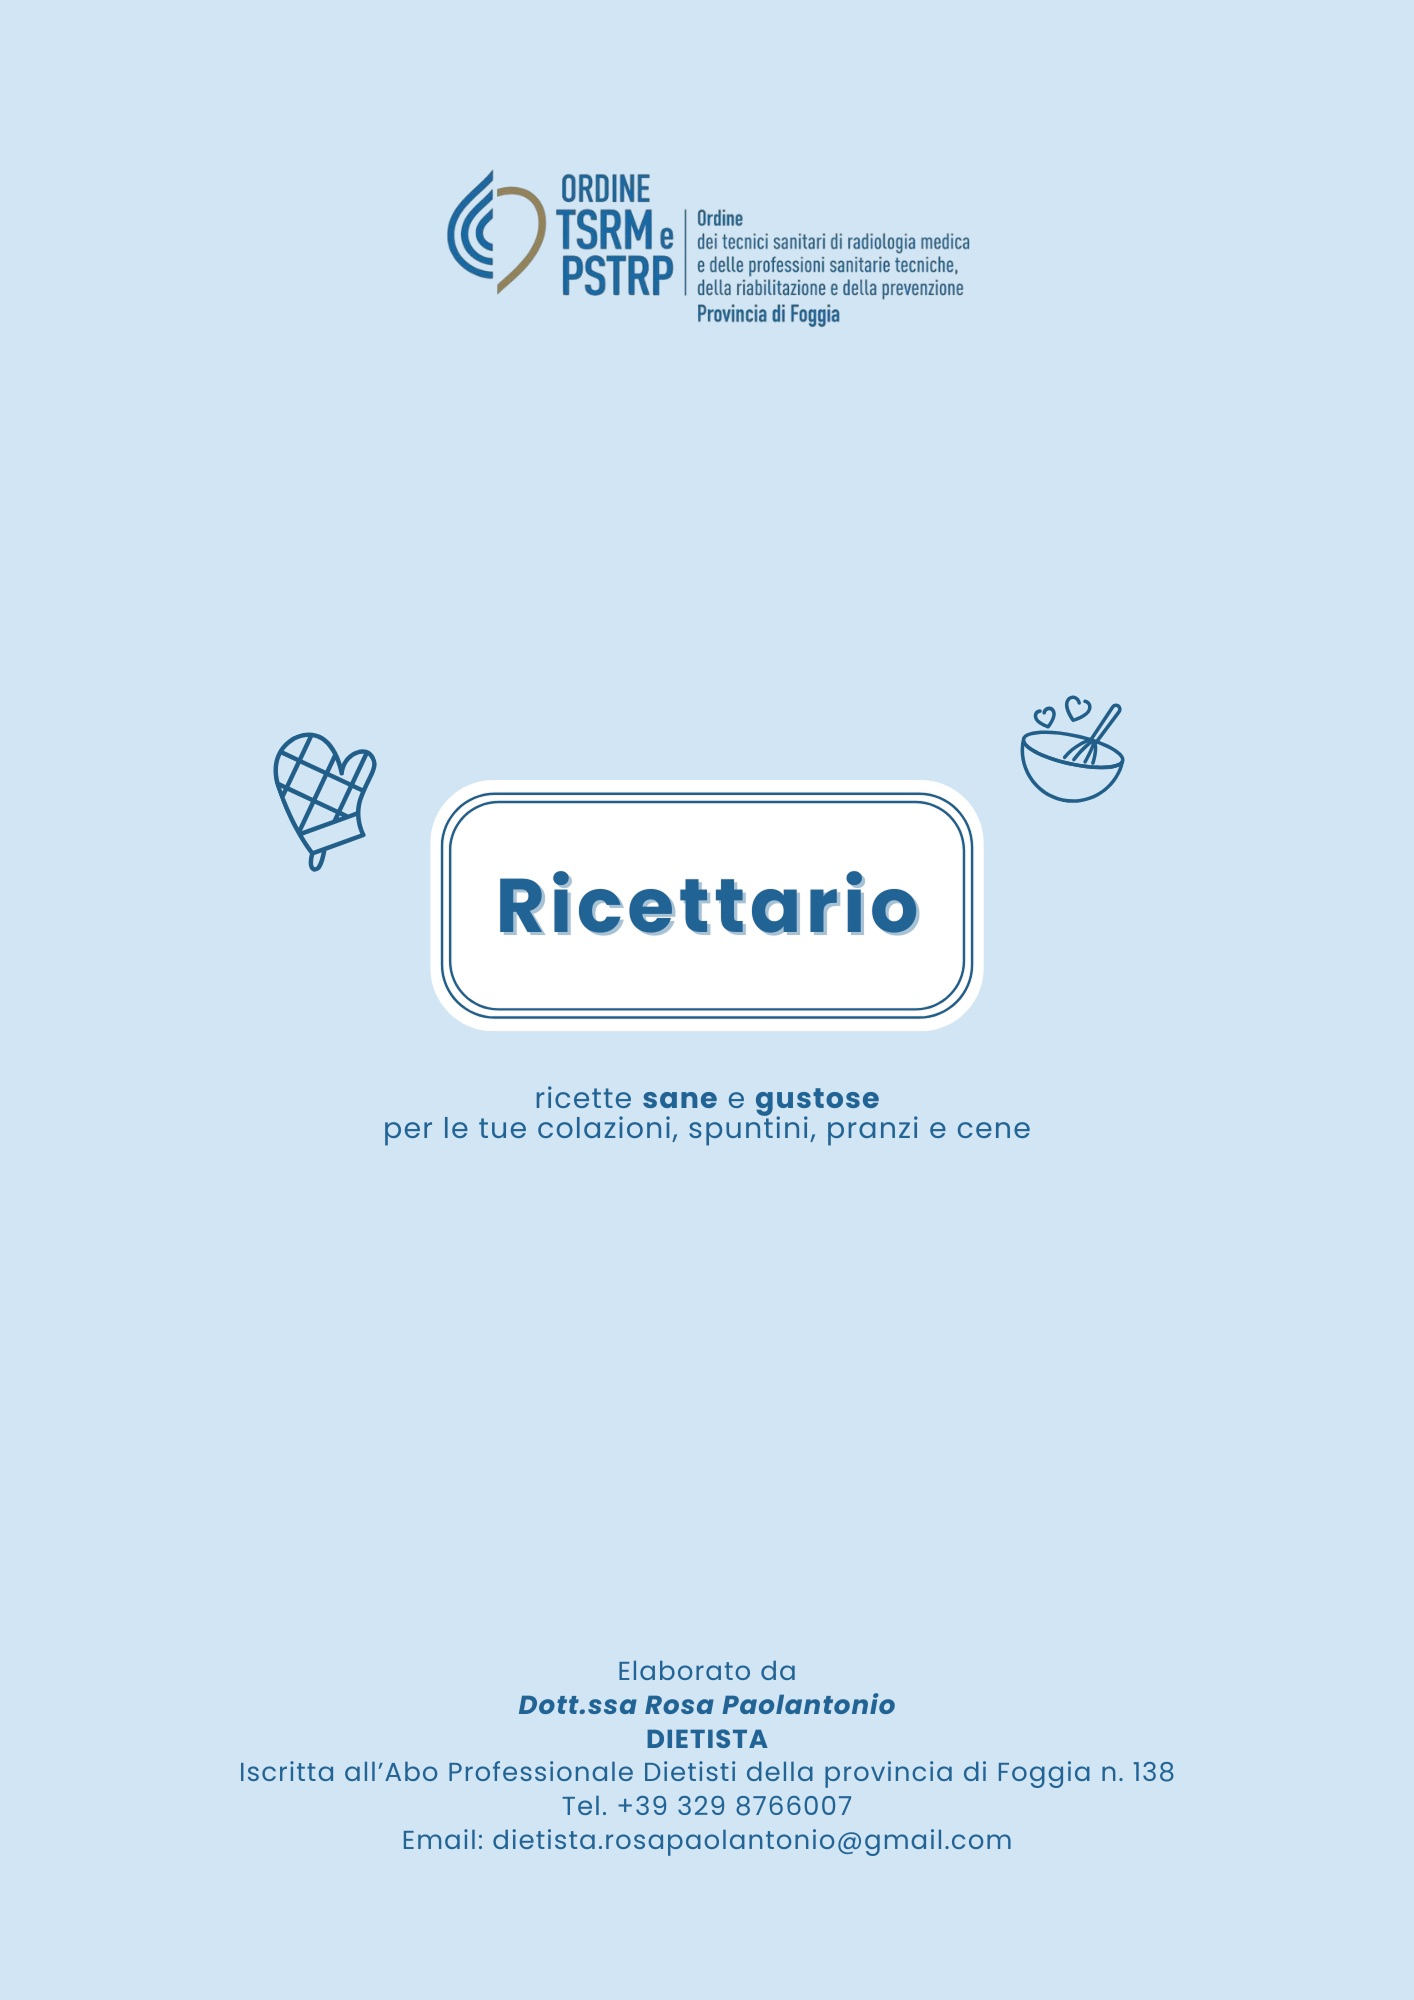 ORDINE
TSRM e
PSTRP
Ordine
dei tecnici sanitari di radiologia medica
e delle professioni sanitarie tecniche,
della riabilitazione e della prevenzione
Provincia di Foggia
Ricettario
ricette sane e gustose
per le tue colazioni, spuntini, pranzi e cene
Elaborato da
Dott.ssa Rosa Paolantonio
DIETISTA
Iscritta all’Abo Professionale Dietisti della provincia di Foggia n. 138
Tel. +39 329 8766007
Email: dietista.rosapaolantonio@gmail.com